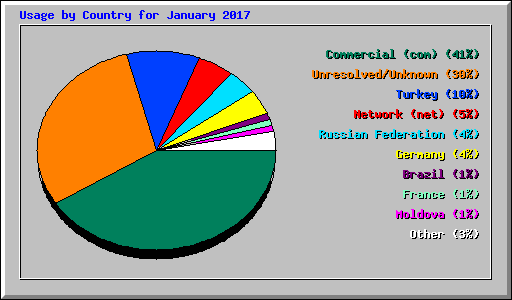 Usage by Country for January 2017
Commercial (com) (41%)
Unresolved/Unknown (30%)
Turkey (10%)
Network (net) (5%)
Russian Federation (4%)
Germany (4%)
Brazil (1%)
France (1%)
Moldova (1%)
Other (3%)